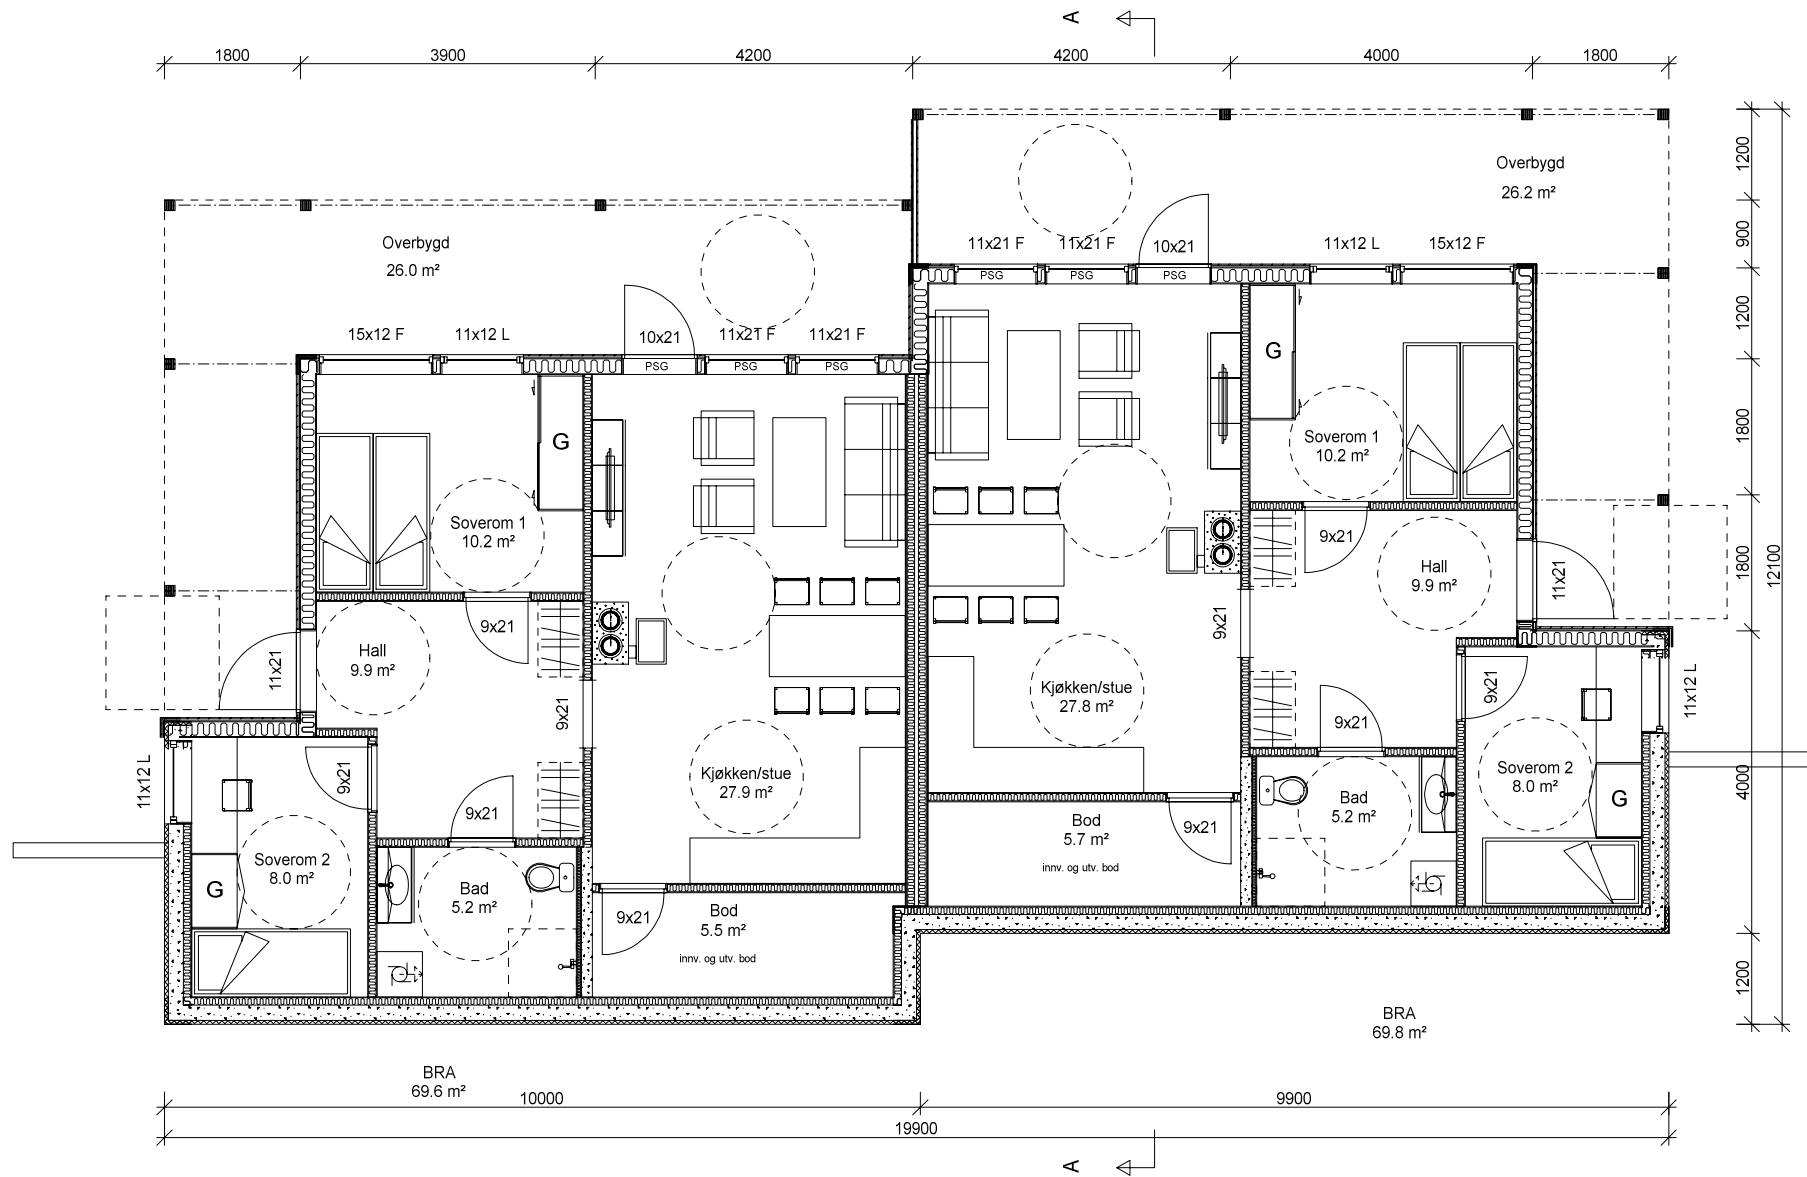 A
1800 3900 4200 4200 4000 1800
Overbygd
26.2 m²
1200
Overbygd
26.0 m²
900
11x21 F 11x21 F 10x21 11x12 L 15x12 F
PSG PSG PSG
1200
15x12 F 11x12 L 10x21 11x21 F 11x21 F
PSG PSG PSG
G
G
1800
Soverom 1
10.2 m²
Soverom 1
10.2 m²
9x21
Hall
9.9 m²
11x21
1800
12100
9x21
9x21
Hall
9.9 m²
11x21
9x21
Kjøkken/stue
27.8 m²
9x21
9x21
11x12 L
11x12 L
9x21
Kjøkken/stue
27.9 m²
Soverom 2
8.0 m²
G
4000
9x21
Bad
5.2 m²
Bod
5.7 m²
9x21
innv. og utv. bod
Soverom 2
8.0 m²
G
Bad
5.2 m²
9x21
Bod
5.5 m²
innv. og utv. bod
1200
BRA
69.8 m²
BRA
69.6 m²
10000 9900
19900
A